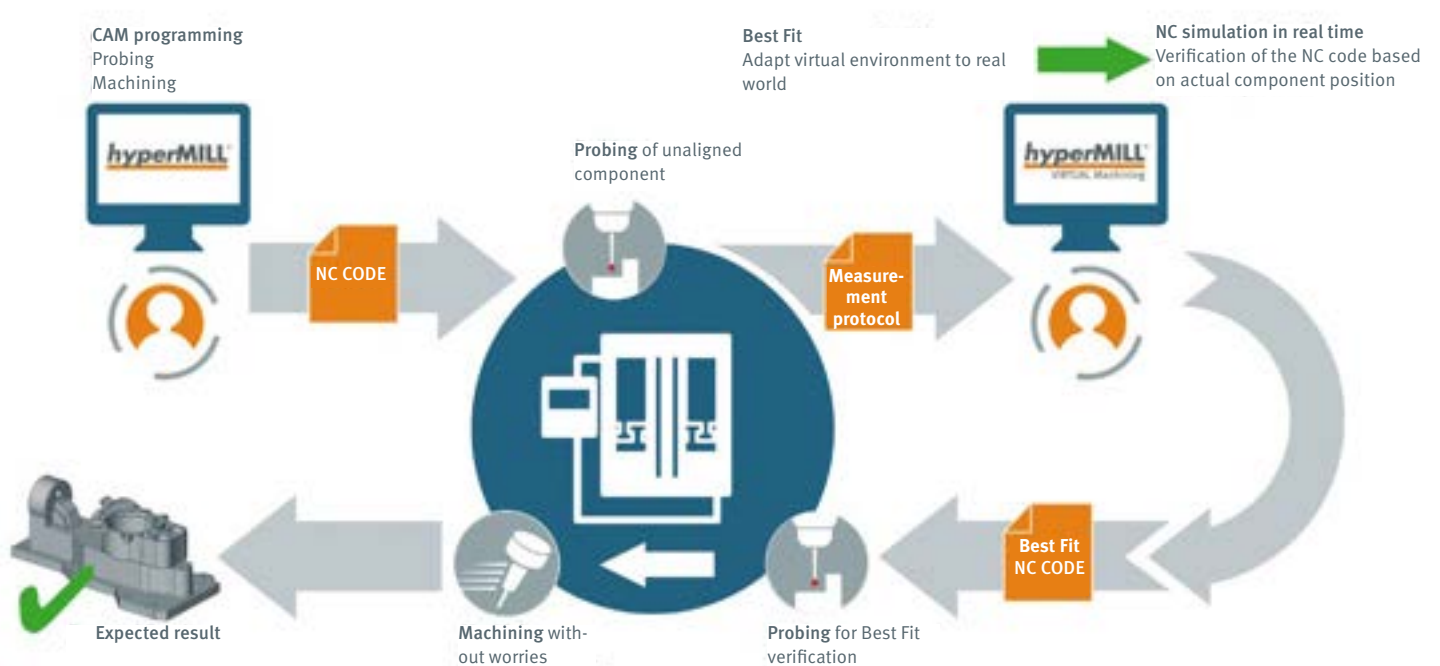 CAM programming
Probing
Machining
hyperMILL
NC CODE
Probing of unaligned
component
Measure-
ment
protocol
Best Fit
Adapt virtual environment to real
world
NC simulation in real time
Verification of the NC code based
on actual component position
hyperMILL
VIRTUAL Machining
Best Fit
NC CODE
Probing for Best Fit
verification
Machining with-
out worries
Expected result